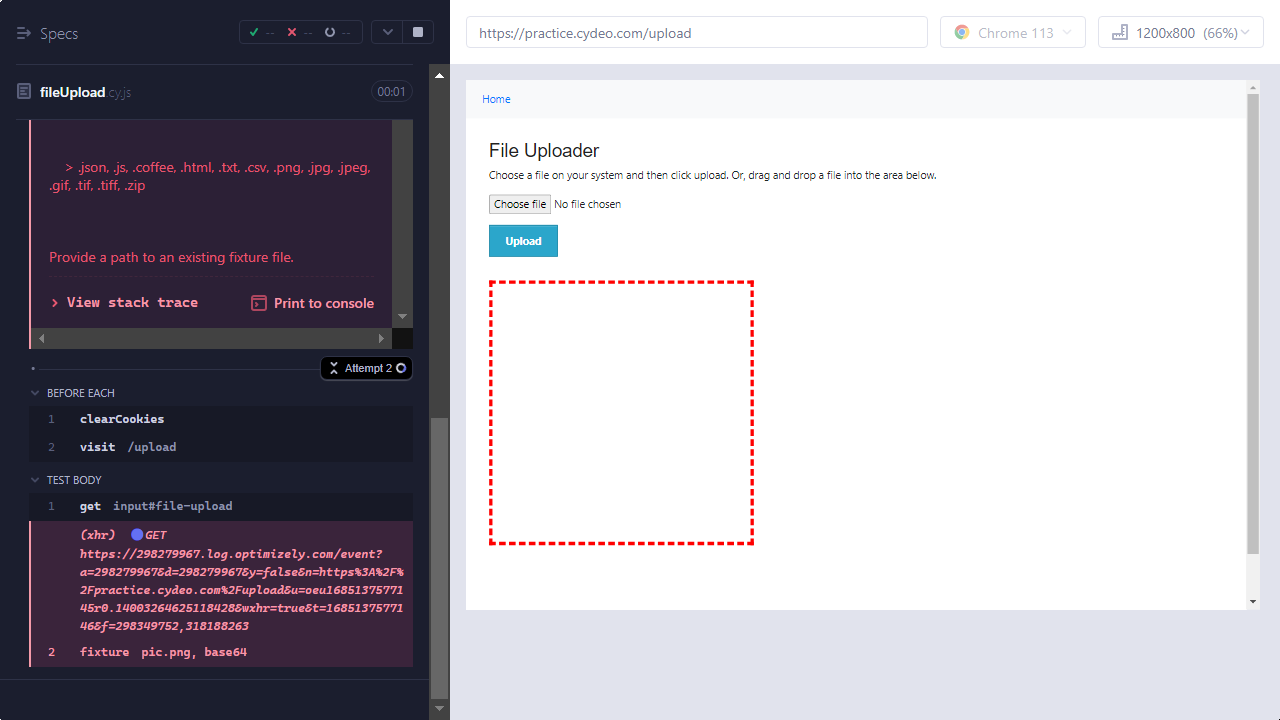 Specs
--
--
--
fileUpload.cy.js
00:01
> .json, .js, .coffee, .html, .txt, .csv, .png, .jpg, .jpeg,
.gif, .tif, .tiff, .zip
Provide a path to an existing fixture file.
> View stack trace
Print to console
Attempt 2
BEFORE EACH
1 clearCookies
2 visit /upload
TEST BODY
1 get input#file-upload
(xhr) GET
https://298279967.log.optimizely.com/event?
a=298279967&d=298279967&y=false&n=https%3A%2F%
2Fpractice.cydeo.com%2Fupload&u=oeu16851375771
45r0.14003264625118428&wxhr=true&t=16851375771
46&f=298349752,318188263
2 fixture pic.png, base64
https://practice.cydeo.com/upload
Chrome 113
1200x800 (66%)
Home
File Uploader
Choose a file on your system and then click upload. Or, drag and drop a file into the area below.
Choose file No file chosen
Upload